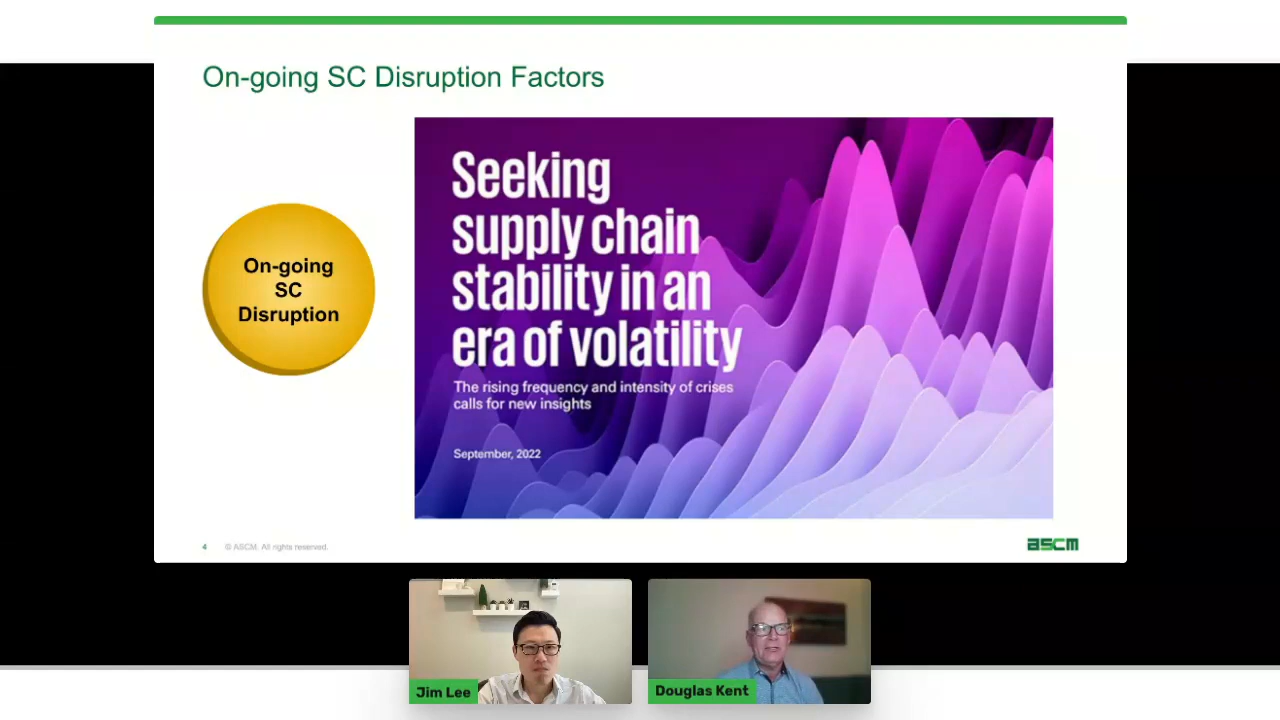 On-going SC Disruption Factors
On-going
SC
Disruption
Seeking
supply chain
stability in an
era of volatility
The rising frequency and intensity of crises
calls for new insights
September, 2022
4
© ASCM. All rights reserved.
ASCM
Jim Lee
Douglas Kent